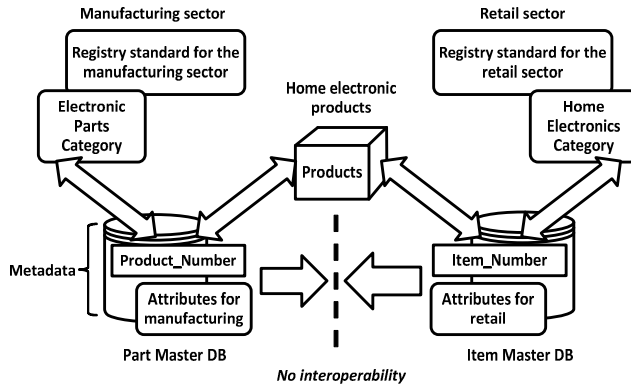 Manufacturing sector
Registry standard for the
manufacturing sector
Electronic
Parts
Category
Home electronic
products
Products
Retail sector
Registry standard for the
retail sector
Home
Electronics
Category
Metadata
Product_Number
Attributes for
manufacturing
Part Master DB
Item_Number
Attributes for
retail
Item Master DB
No interoperability